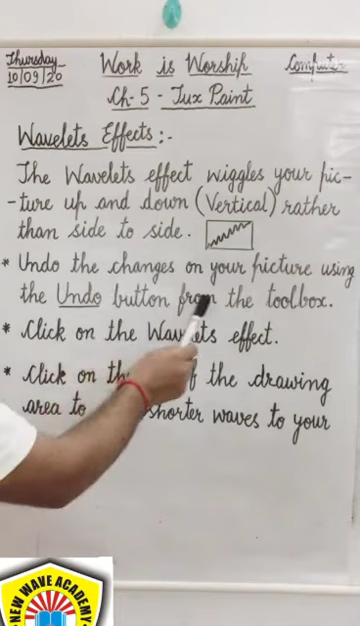 Thursday
10/09/20
Work is Worship
Computer
Ch-5 - Tux Paint
Wavelets Effects:-
The Wavelets effect wiggles your pic-
-ture up and down (Vertical) rather
than side to side.
* Undo the changes on your picture using
the Undo button from the toolbox.
* Click on the Wavelets effect.
* Click on the of the drawing
area to shorter waves to your
NEW WAVE ACADEMY